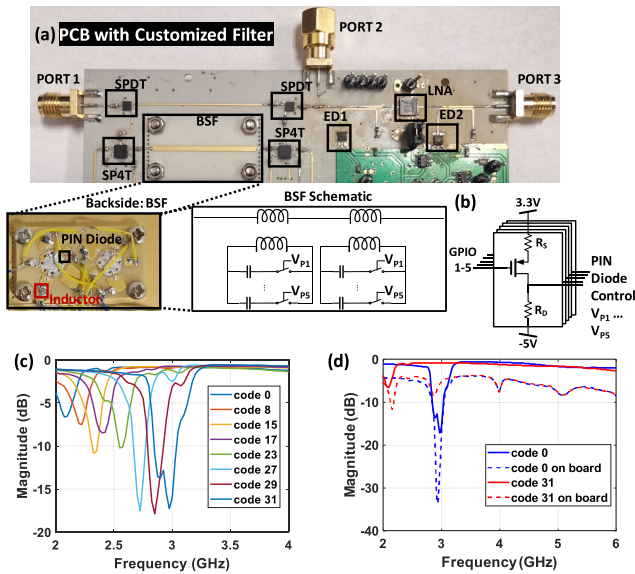 (a) PCB with Customized Filter
PORT 2
PORT 1
SPDT
SPDT
LNA
PORT 3
BSF
ED1
ED2
SP4T
SP4T
Backside: BSF
BSF Schematic
(b)
PIN Diode
Inductor
V_P1
V_P1
V_P5
V_P5
3.3V
R_S
GPIO
1-5
PIN
Diode
Control
V_P1 ...
V_P5
R_D
-5V
(c)
Magnitude (dB)
0
-5
-10
-15
-20
2
2.5
3
3.5
4
Frequency (GHz)
code 0
code 8
code 15
code 17
code 23
code 27
code 29
code 31
(d)
Magnitude (dB)
0
-10
-20
-30
-40
2
3
4
5
6
Frequency (GHz)
code 0
code 0 on board
code 31
code 31 on board